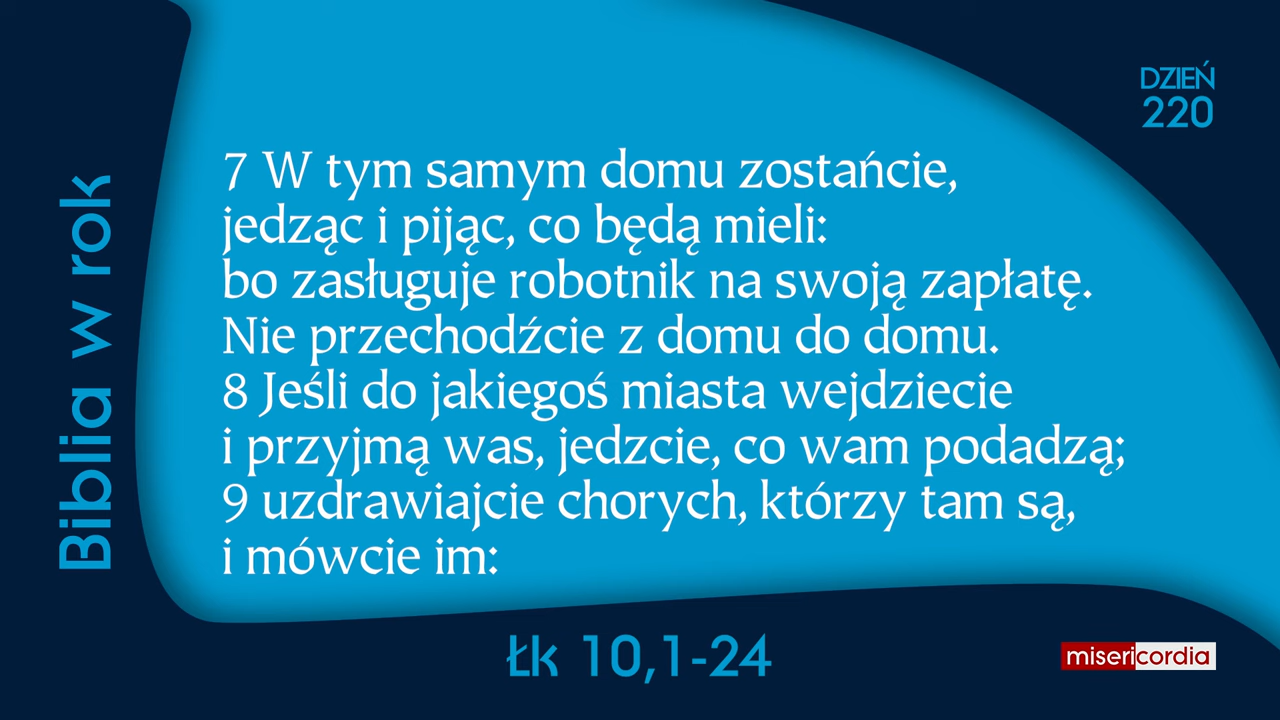 DZIEŃ
220
Biblia w rok
7 W tym samym domu zostańcie,
jedząc i pijąc, co będą mieli:
bo zasługuje robotnik na swoją zapłatę.
Nie przechodźcie z domu do domu.
8 Jeśli do jakiegoś miasta wejdziecie
i przyjmą was, jedzcie, co wam podadzą;
9 uzdrawiajcie chorych, którzy tam są,
i mówcie im:
Łk 10,1-24
misericordia